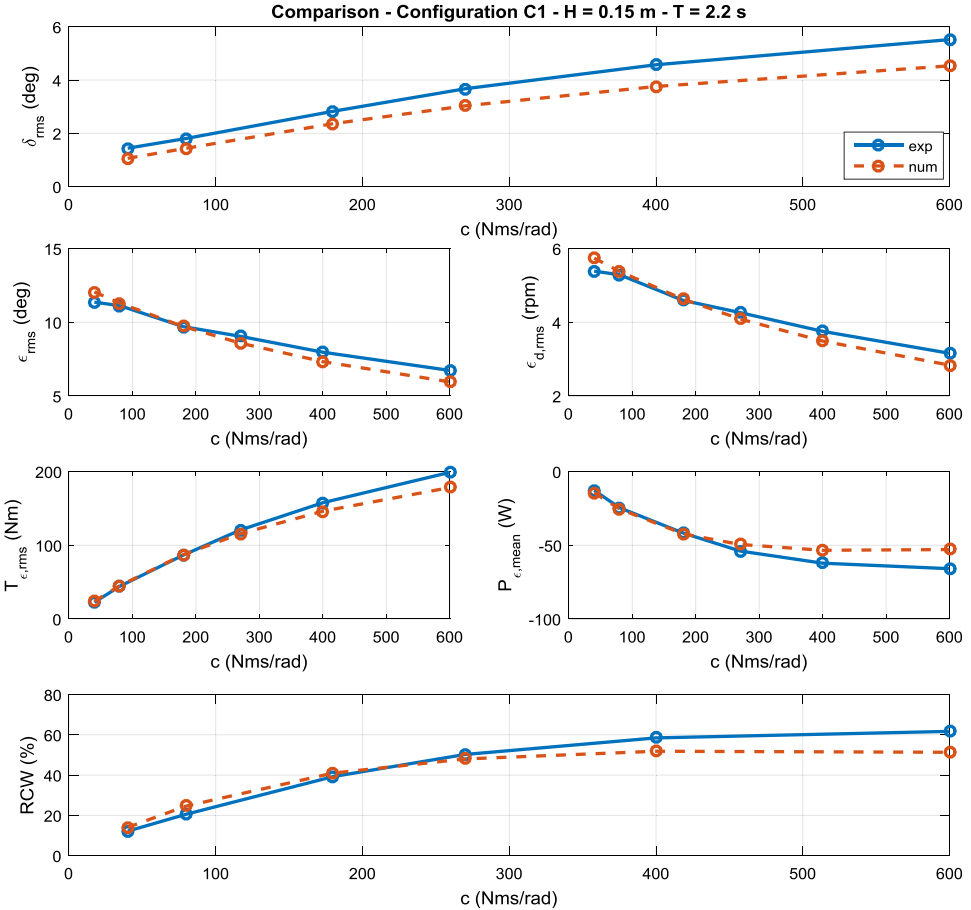 Comparison - Configuration C1 - H = 0.15 m - T = 2.2 s
δrms (deg)
6
4
2
0
exp
num
0 100 200 300 400 500 600
c (Nms/rad)
ϵrms (deg)
15
10
5
0 100 200 300 400 500 600
c (Nms/rad)
ϵd,rms (rpm)
6
4
2
0 100 200 300 400 500 600
c (Nms/rad)
Tϵ,rms (Nm)
200
100
0
0 100 200 300 400 500 600
c (Nms/rad)
Pϵ,mean (W)
0
-50
-100
0 100 200 300 400 500 600
c (Nms/rad)
RCW (%)
80
60
40
20
0
0 100 200 300 400 500 600
c (Nms/rad)